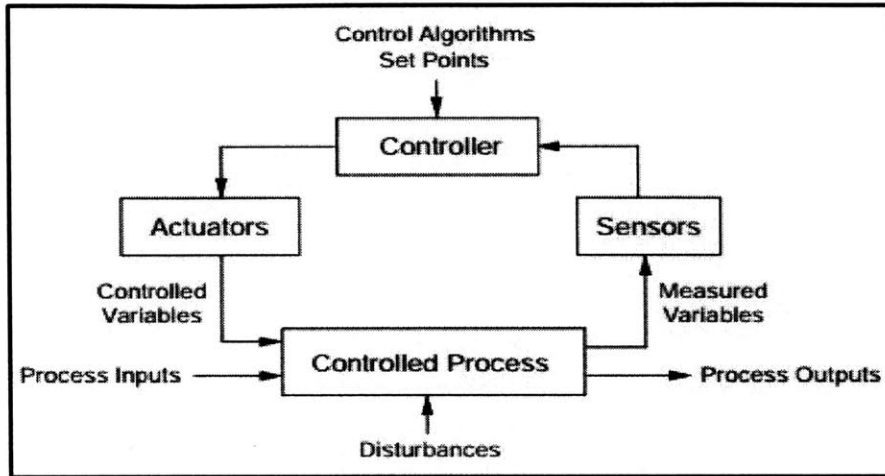 Control Algorithms
Set Points
Controller
Actuators
Sensors
Controlled
Variables
Measured
Variables
Controlled Process
Process Inputs
Process Outputs
Disturbances